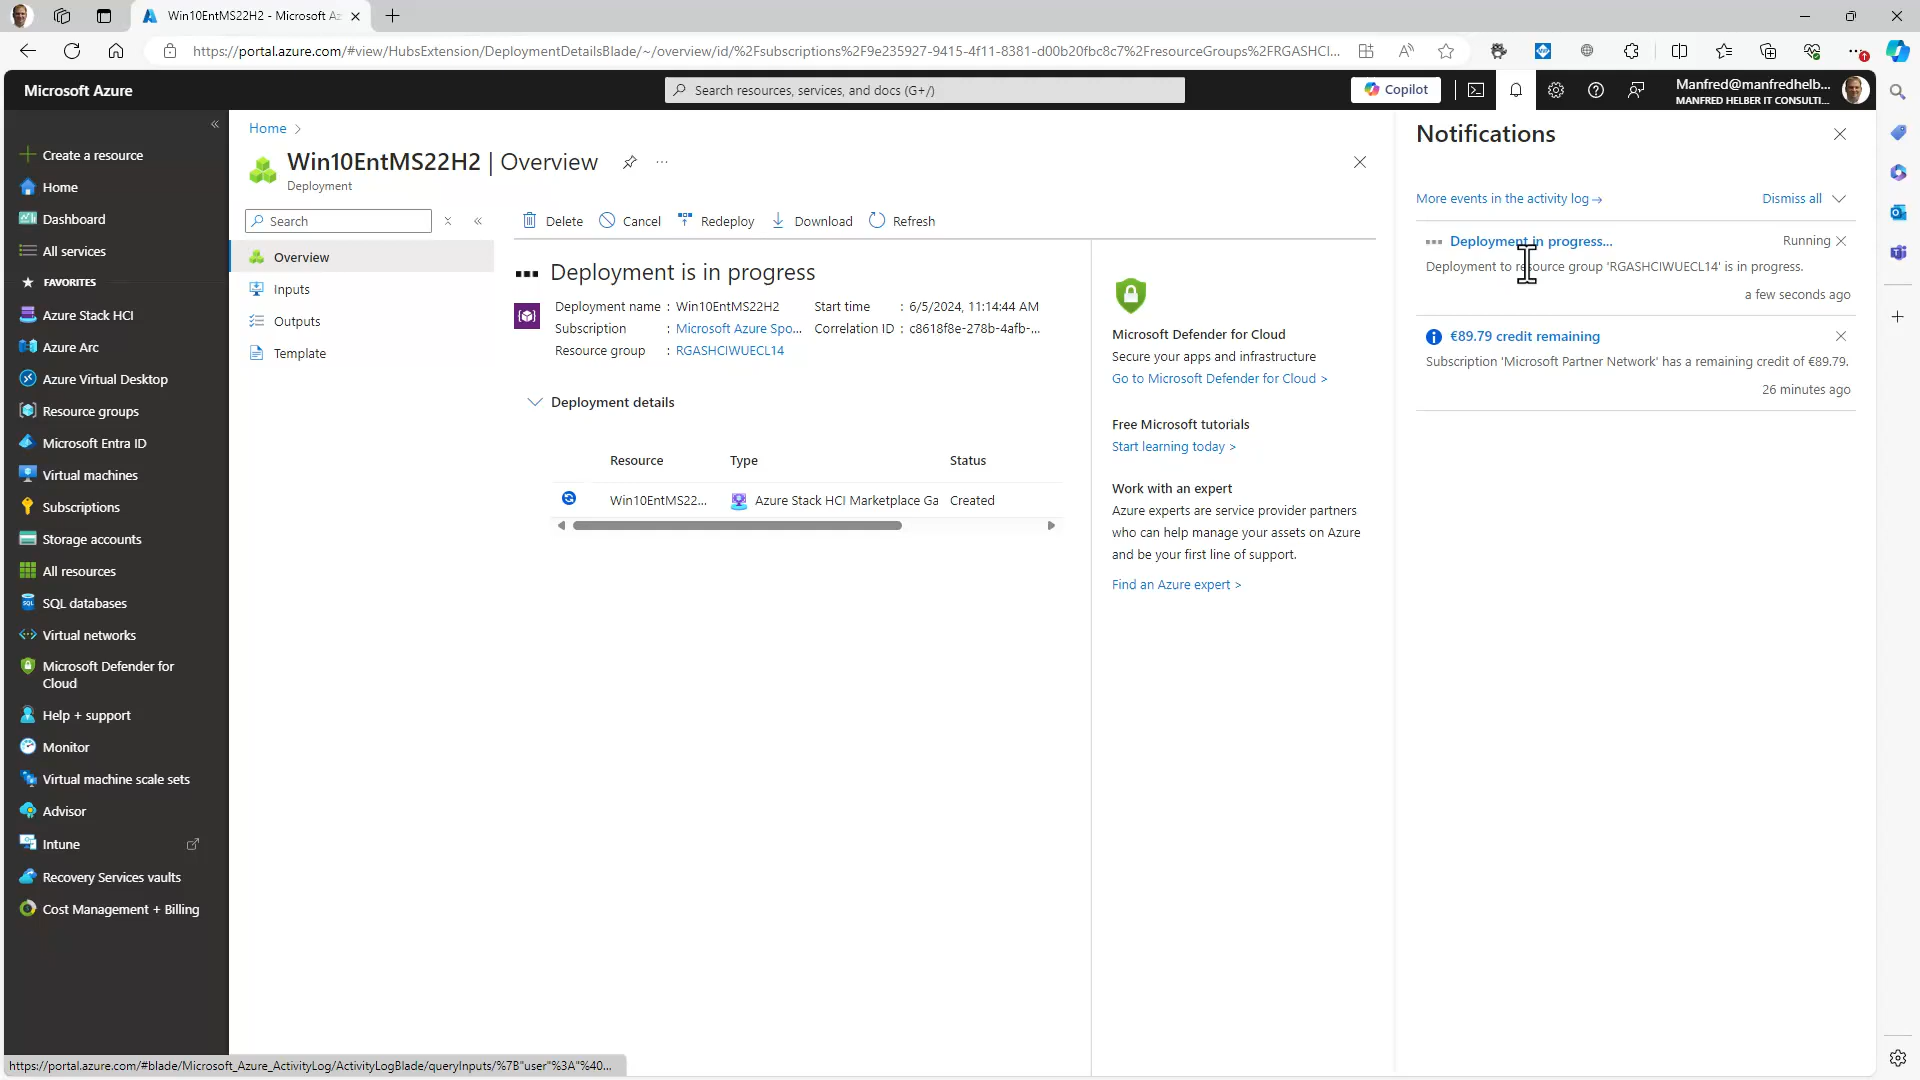 Win10EntMS22H2 - Microsoft Az
https://portal.azure.com/#view/HubsExtension/DeploymentDetailsBlade/~/overview/id/%2Fsubscriptions%2F9e235927-9415-4f11-8381-d00b20fbc8c7%2FresourceGroups%2FRGASHCI...
Microsoft Azure
Search resources, services, and docs (G+/)
Copilot
Manfred@manfredhelb...
MANFRED HELBER IT CONSULTI...
Create a resource
Home
Dashboard
All services
FAVORITES
Azure Stack HCI
Azure Arc
Azure Virtual Desktop
Resource groups
Microsoft Entra ID
Virtual machines
Subscriptions
Storage accounts
All resources
SQL databases
Virtual networks
Microsoft Defender for
Cloud
Help + support
Monitor
Virtual machine scale sets
Advisor
Intune
Recovery Services vaults
Cost Management + Billing
Home >
Win10EntMS22H2 | Overview
Deployment
Search
Overview
Inputs
Outputs
Template
Delete Cancel Redeploy Download Refresh
Deployment is in progress
Deployment name : Win10EntMS22H2
Subscription : Microsoft Azure Spo...
Resource group : RGASHCIWUECL14
Start time : 6/5/2024, 11:14:44 AM
Correlation ID : c8618f8e-278b-4afb-...
Deployment details
Resource Type Status
Win10EntMS22... Azure Stack HCI Marketplace Ga Created
Microsoft Defender for Cloud
Secure your apps and infrastructure
Go to Microsoft Defender for Cloud >
Free Microsoft tutorials
Start learning today >
Work with an expert
Azure experts are service provider partners
who can help manage your assets on Azure
and be your first line of support.
Find an Azure expert >
Notifications
More events in the activity log →
Dismiss all
Deployment in progress...
Running
Deployment to resource group 'RGASHCIWUECL14' is in progress.
a few seconds ago
€89.79 credit remaining
Subscription 'Microsoft Partner Network' has a remaining credit of €89.79.
26 minutes ago
https://portal.azure.com/#blade/Microsoft_Azure_ActivityLog/ActivityLogBlade/queryInputs/%7B"user"%3A"%40...